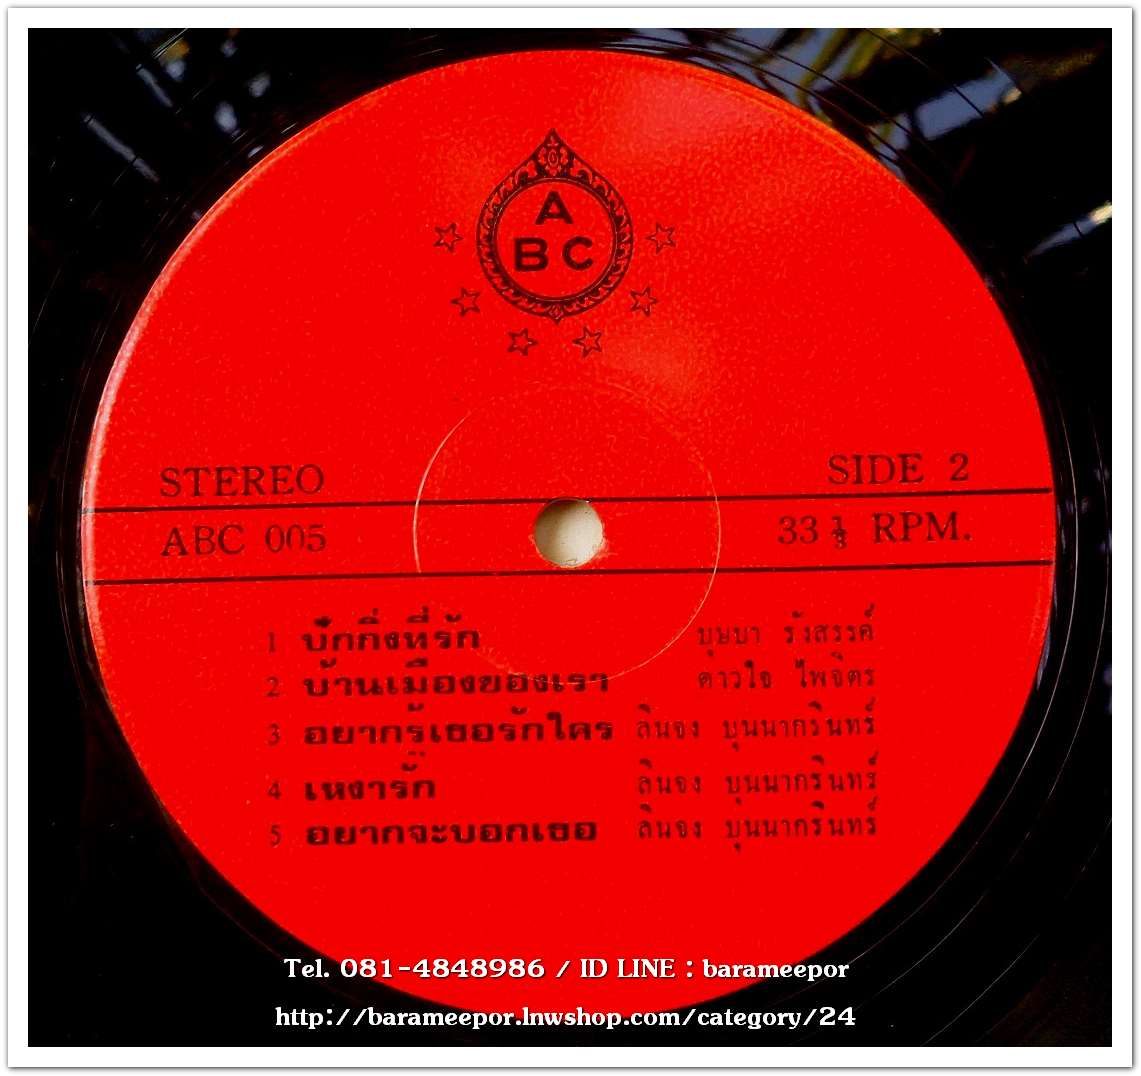 A
BC
STEREO
SIDE 2
ABC 005
33 1/3 RPM.
1 ปักกิ่งที่รัก บุษบา รังสรรค์
2 บ้านเมืองของเรา ดาวใจ ไพจิตร
3 อยากรู้เธอรักใคร ลินจง บุนนากรินทร์
4 เหงารัก ลินจง บุนนากรินทร์
5 อยากจะบอกเธอ ลินจง บุนนากรินทร์
Tel. 081-4848986 / ID LINE : barameepor
http://barameepor.lnwshop.com/category/24